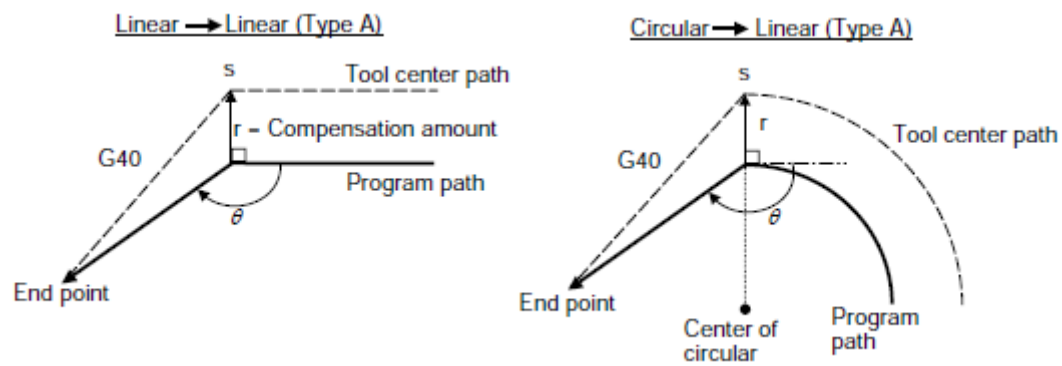 Linear → Linear (Type A)
s
Tool center path
r – Compensation amount
G40
Program path
θ
End point
Circular → Linear (Type A)
s
r
Tool center path
G40
θ
End point
Center of
circular
Program
path